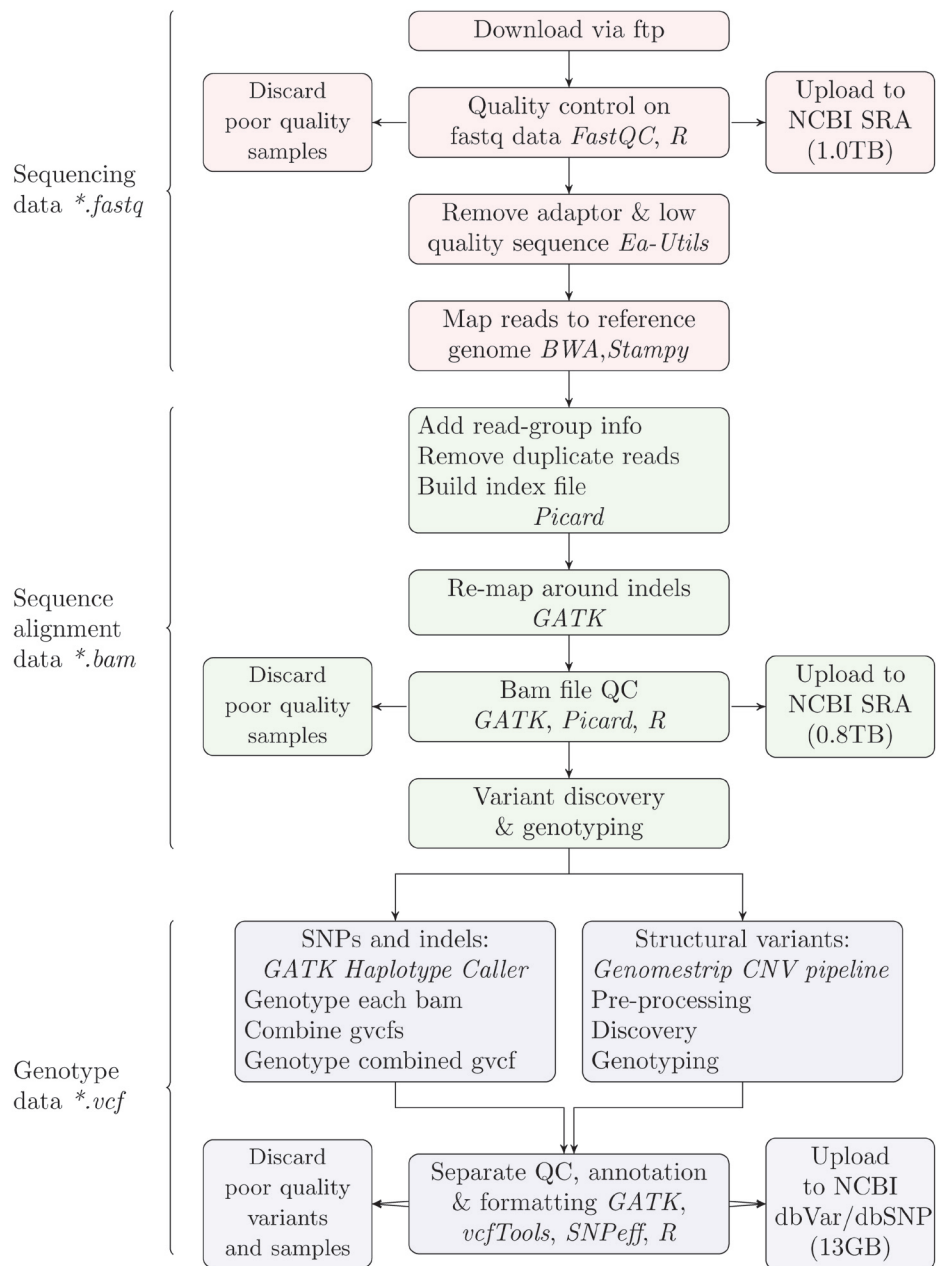 Download via ftp
Discard
poor quality
samples
Quality control on
fastq data FastQC, R
Upload to
NCBI SRA
(1.0TB)
Sequencing
data *.fastq
Remove adaptor & low
quality sequence Ea-Utils
Map reads to reference
genome BWA,Stampy
Add read-group info
Remove duplicate reads
Build index file
Picard
Re-map around indels
GATK
Sequence
alignment
data *.bam
Discard
poor quality
samples
Bam file QC
GATK, Picard, R
Upload to
NCBI SRA
(0.8TB)
Variant discovery
& genotyping
SNPs and indels:
GATK Haplotype Caller
Genotype each bam
Combine gvcfs
Genotype combined gvcf
Structural variants:
Genomestrip CNV pipeline
Pre-processing
Discovery
Genotyping
Genotype
data *.vcf
Discard
poor quality
variants
and samples
Separate QC, annotation
& formatting GATK,
vcfTools, SNPeff, R
Upload
to NCBI
dbVar/dbSNP
(13GB)